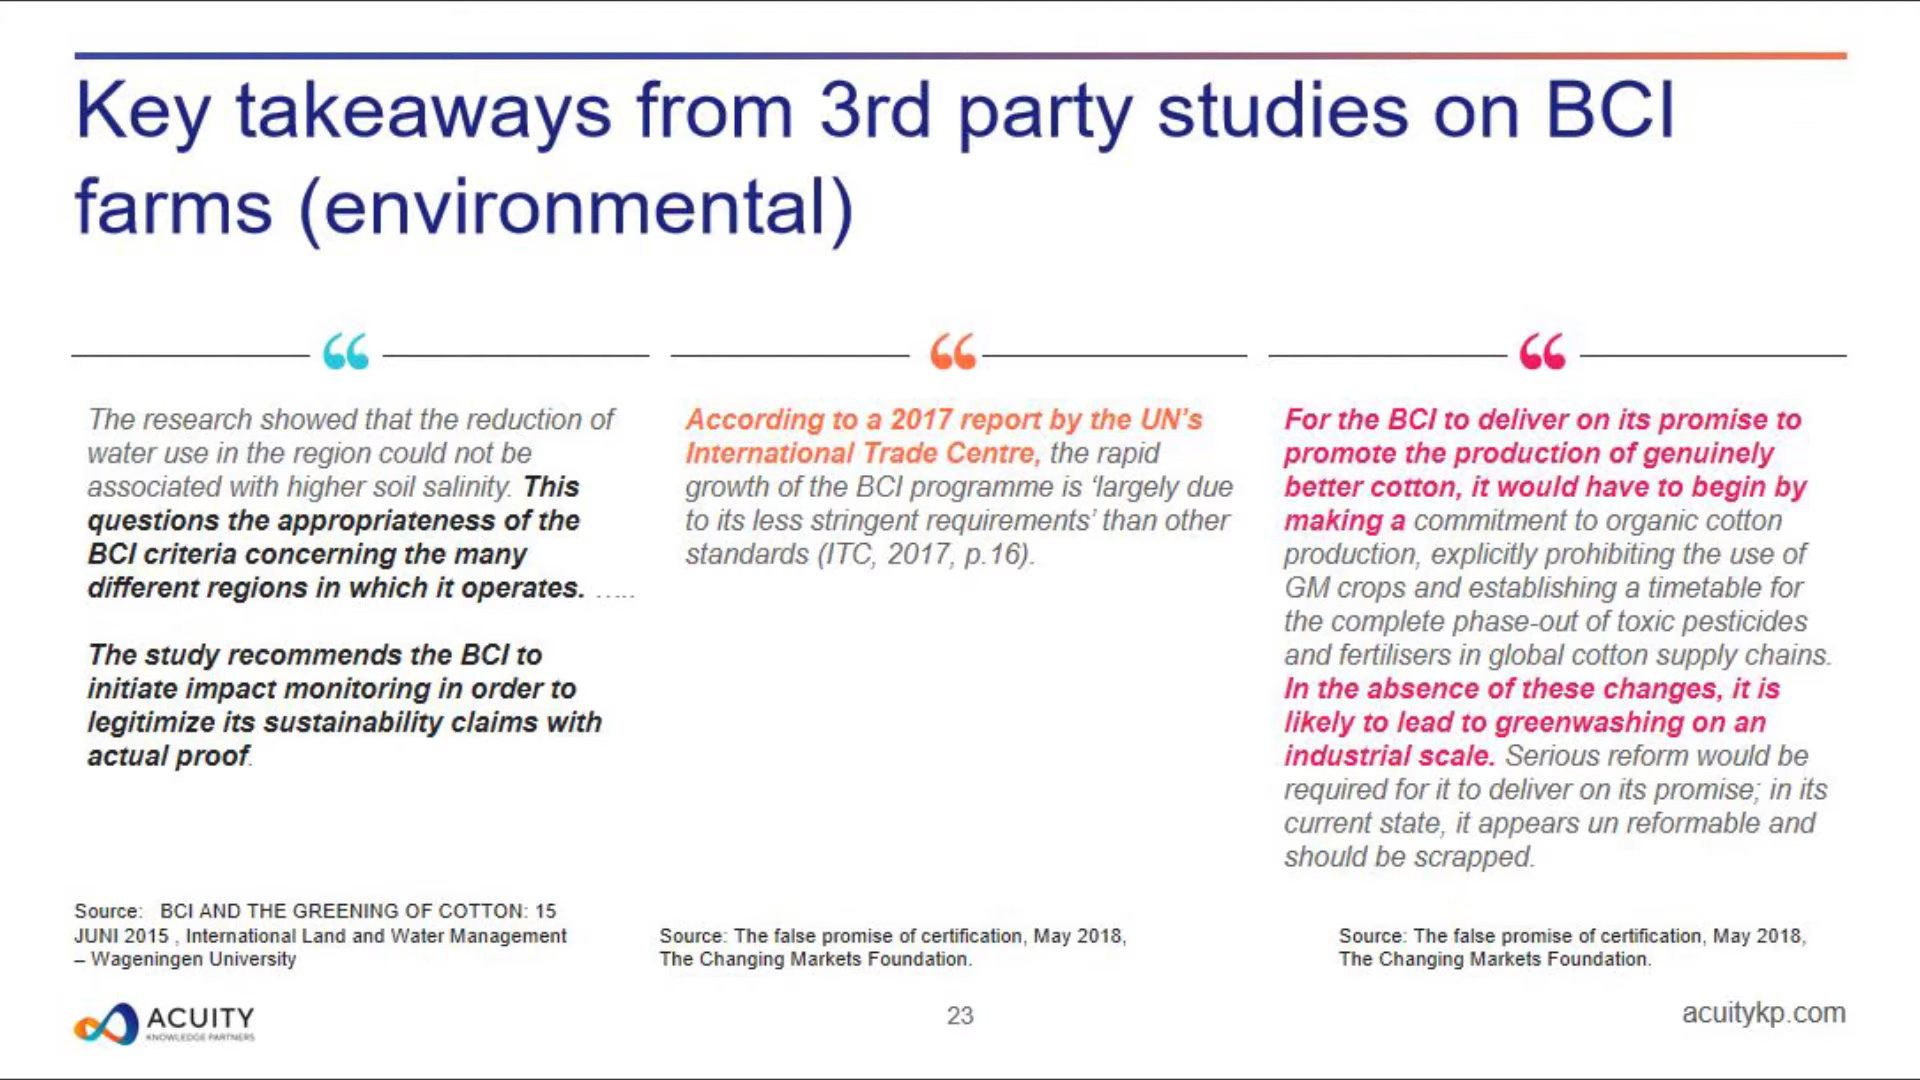 Key takeaways from 3rd party studies on BCI
farms (environmental)
The research showed that the reduction of
water use in the region could not be
associated with higher soil salinity. This
questions the appropriateness of the
BCI criteria concerning the many
different regions in which it operates. .....
The study recommends the BCI to
initiate impact monitoring in order to
legitimize its sustainability claims with
actual proof.
Source: BCI AND THE GREENING OF COTTON: 15
JUNI 2015 , International Land and Water Management
– Wageningen University
According to a 2017 report by the UN's
International Trade Centre, the rapid
growth of the BCI programme is ‘largely due
to its less stringent requirements’ than other
standards (ITC, 2017, p.16).
Source: The false promise of certification, May 2018,
The Changing Markets Foundation.
For the BCI to deliver on its promise to
promote the production of genuinely
better cotton, it would have to begin by
making a commitment to organic cotton
production, explicitly prohibiting the use of
GM crops and establishing a timetable for
the complete phase-out of toxic pesticides
and fertilisers in global cotton supply chains.
In the absence of these changes, it is
likely to lead to greenwashing on an
industrial scale. Serious reform would be
required for it to deliver on its promise; in its
current state, it appears un reformable and
should be scrapped.
Source: The false promise of certification, May 2018,
The Changing Markets Foundation.
ACUITY
KNOWLEDGE PARTNERS
23
acuitykp.com